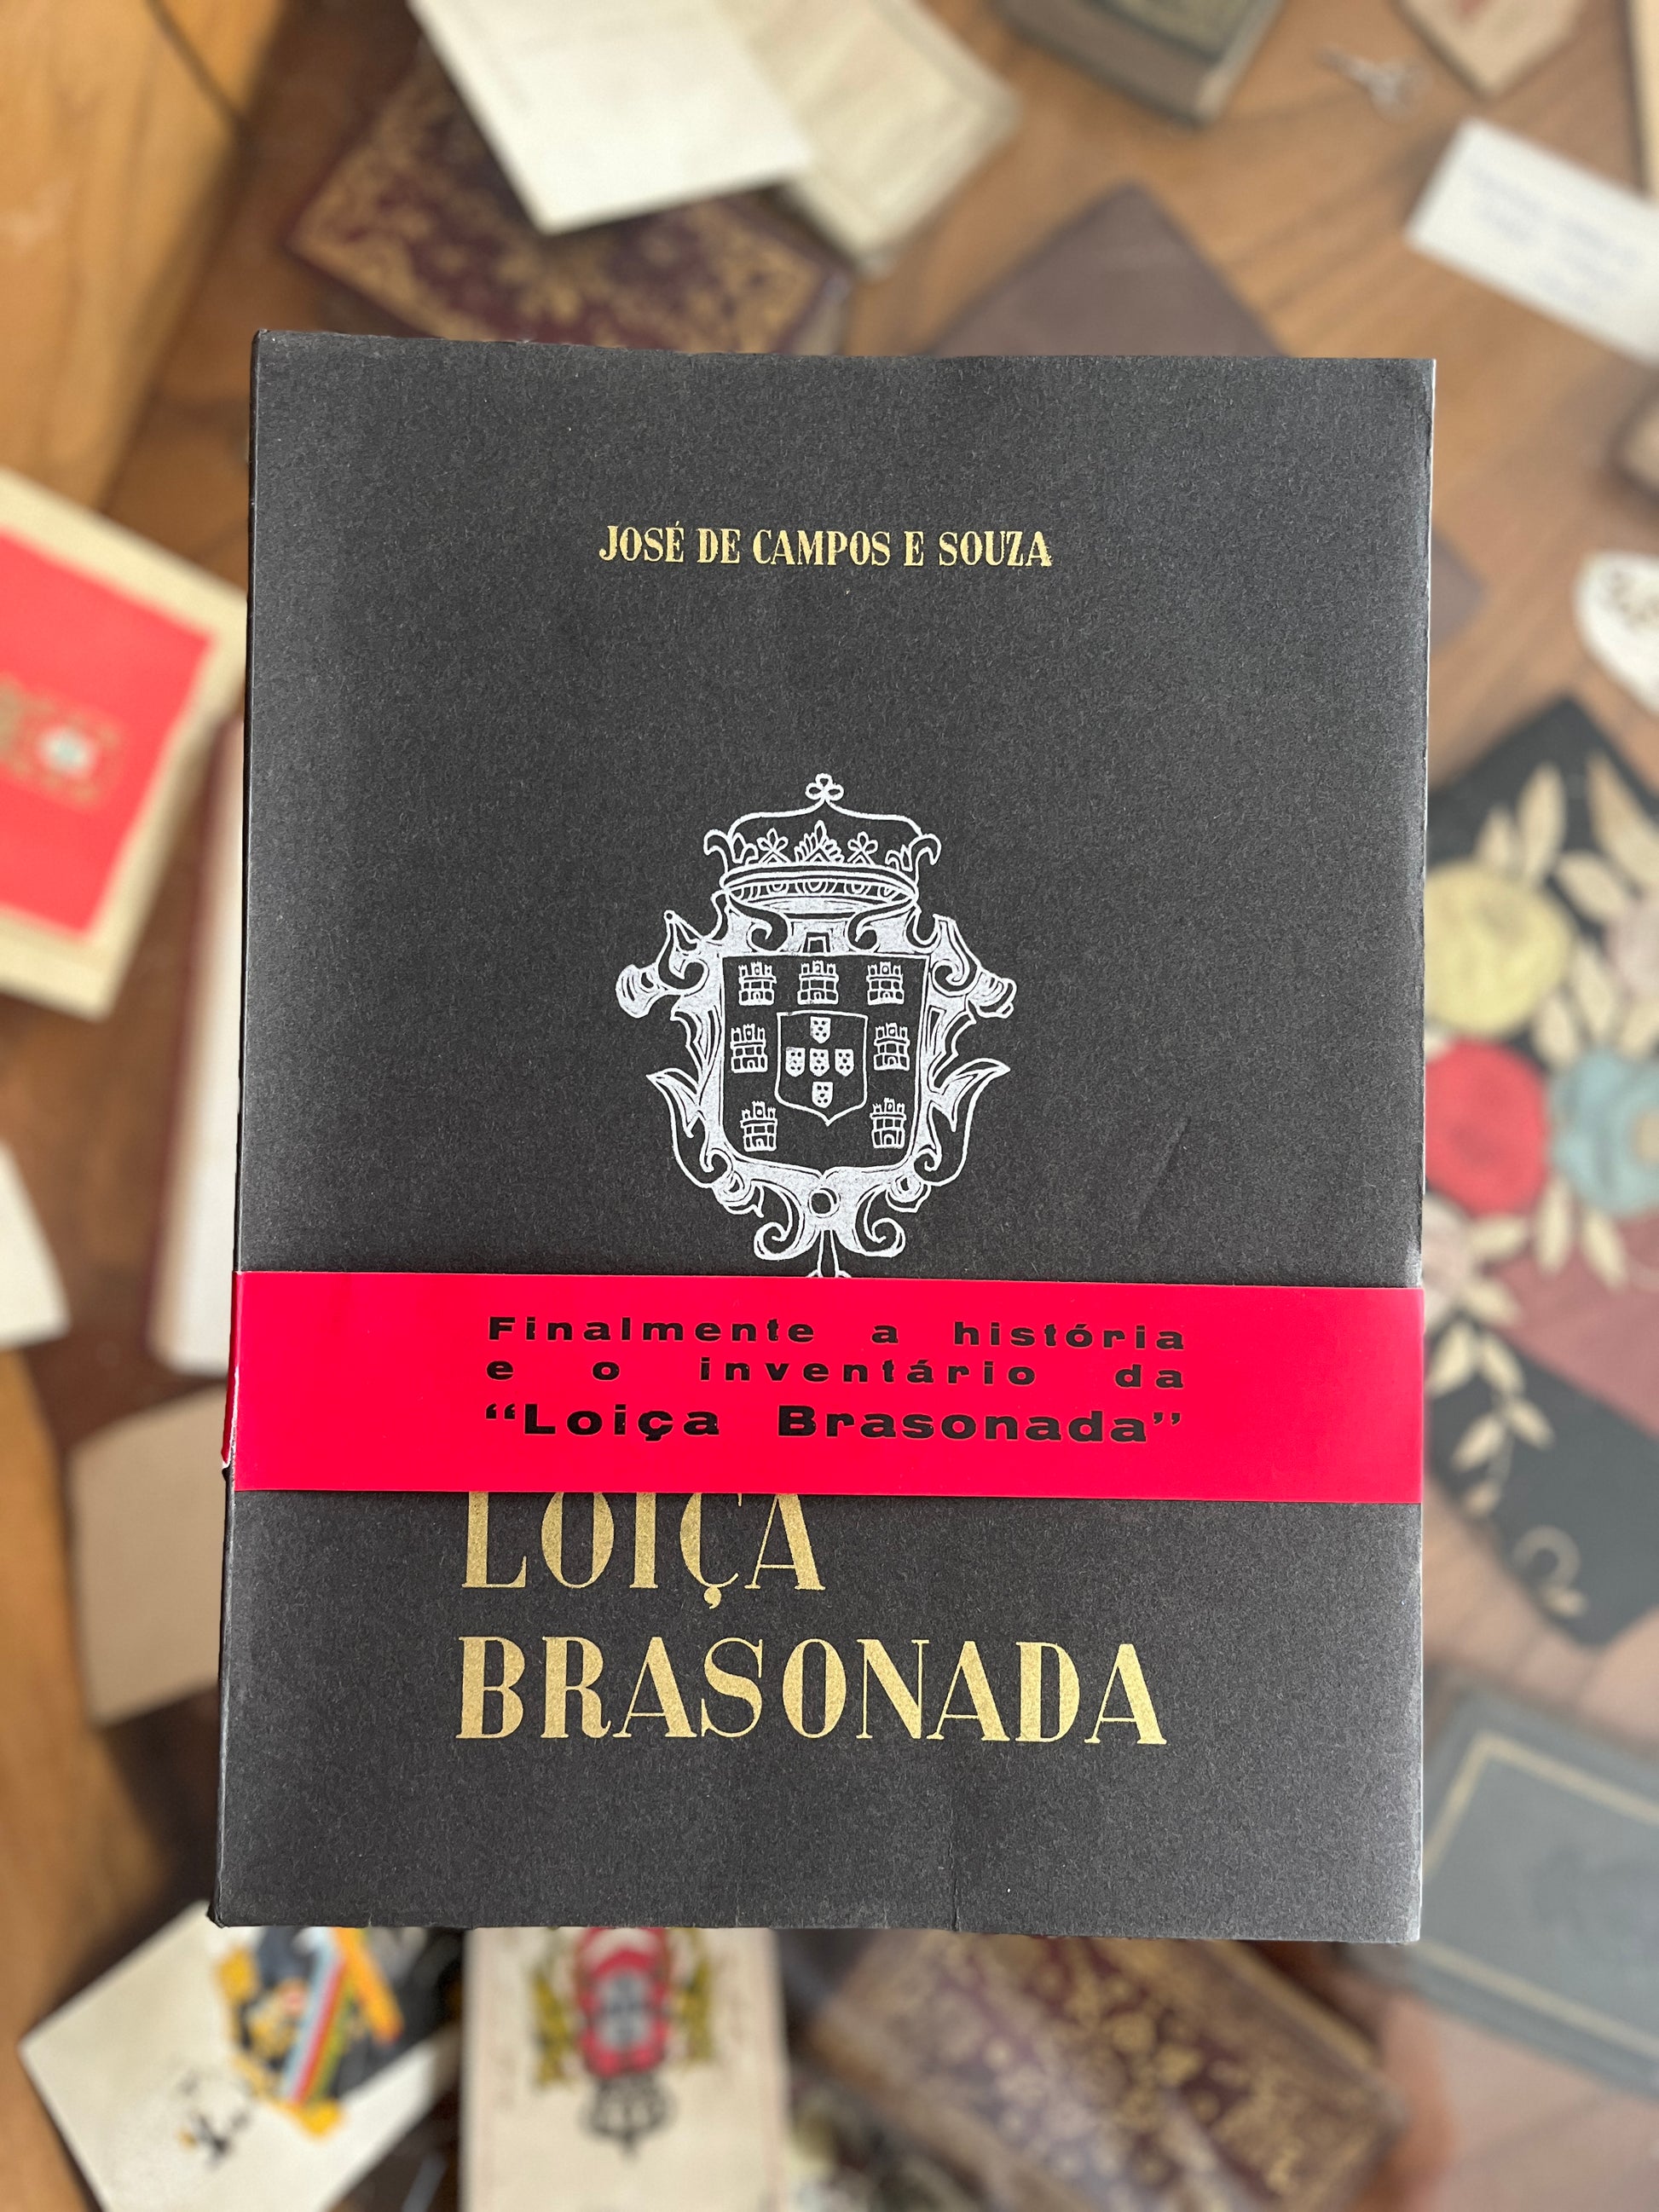 JOSÉ DE CAMPOS E SOUZA
Finalmente a história
e o inventário da
“Loiça Brasonada”
LOIÇA
BRASONADA